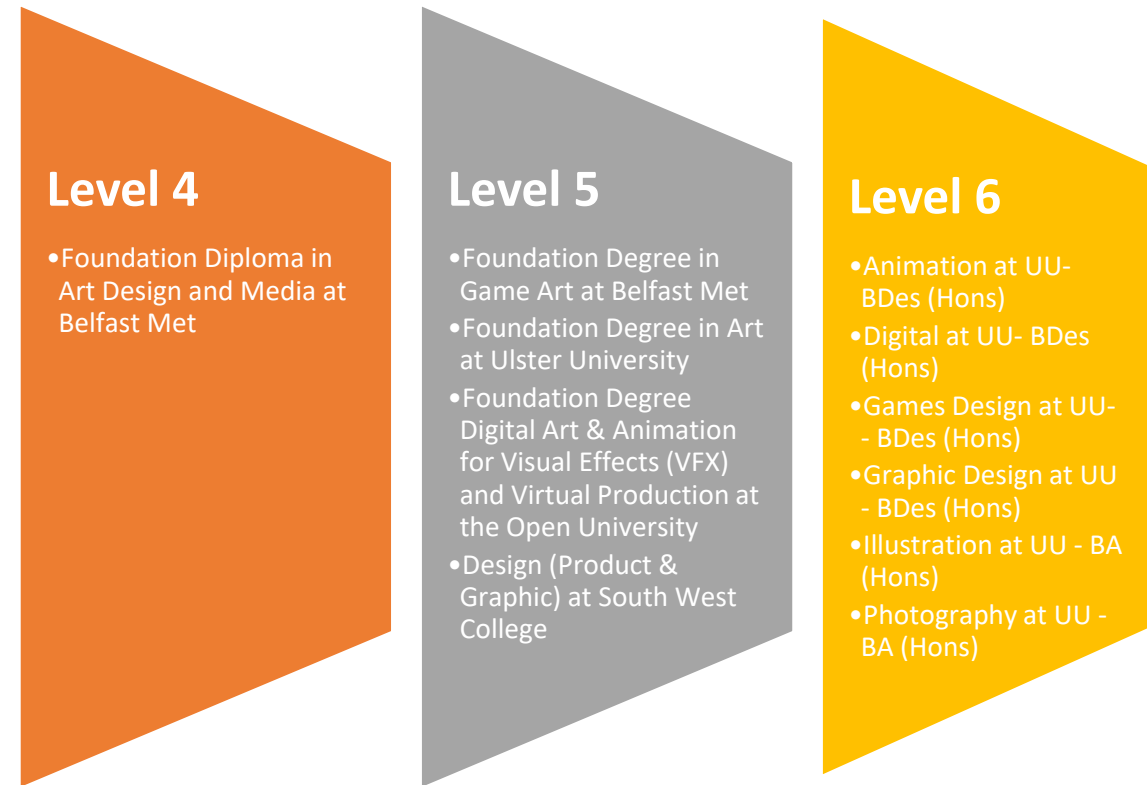 Level 4
•Foundation Diploma in
Art Design and Media at
Belfast Met
Level 5
•Foundation Degree in
Game Art at Belfast Met
•Foundation Degree in Art
at Ulster University
•Foundation Degree
Digital Art & Animation
for Visual Effects (VFX)
and Virtual Production at
the Open University
•Design (Product &
Graphic) at South West
College
Level 6
•Animation at UU-
BDes (Hons)
•Digital at UU- BDes
(Hons)
•Games Design at UU-
- BDes (Hons)
•Graphic Design at UU
- BDes (Hons)
•Illustration at UU - BA
(Hons)
•Photography at UU -
BA (Hons)